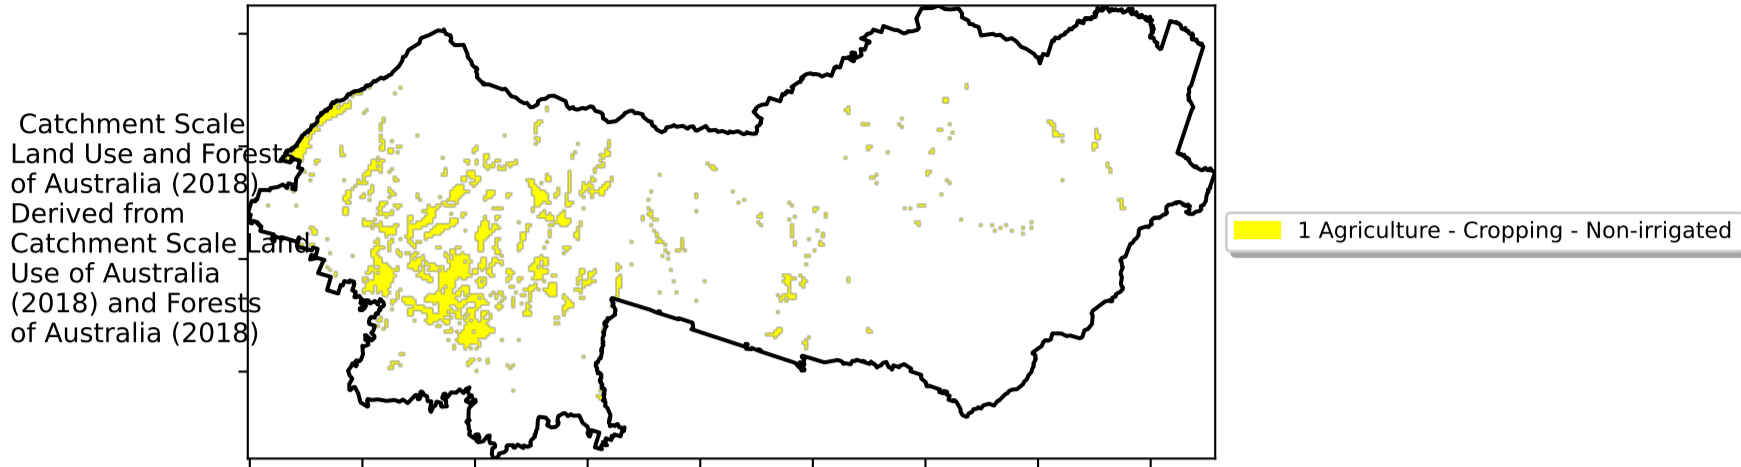 Catchment Scale
Land Use and Forests
of Australia (2018)
Derived from
Catchment Scale Land
Use of Australia
(2018) and Forests
of Australia (2018)
1 Agriculture - Cropping - Non-irrigated